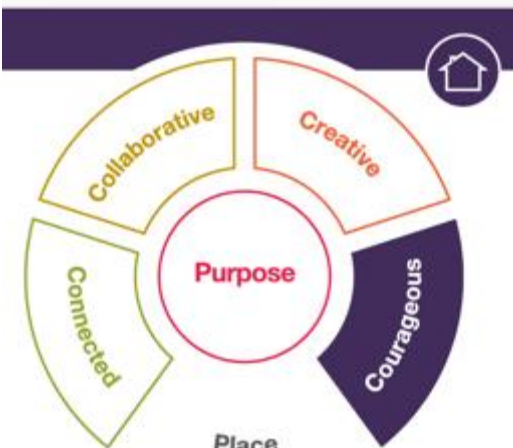 Collaborative
Creative
Connected
Purpose
Courageous
Place